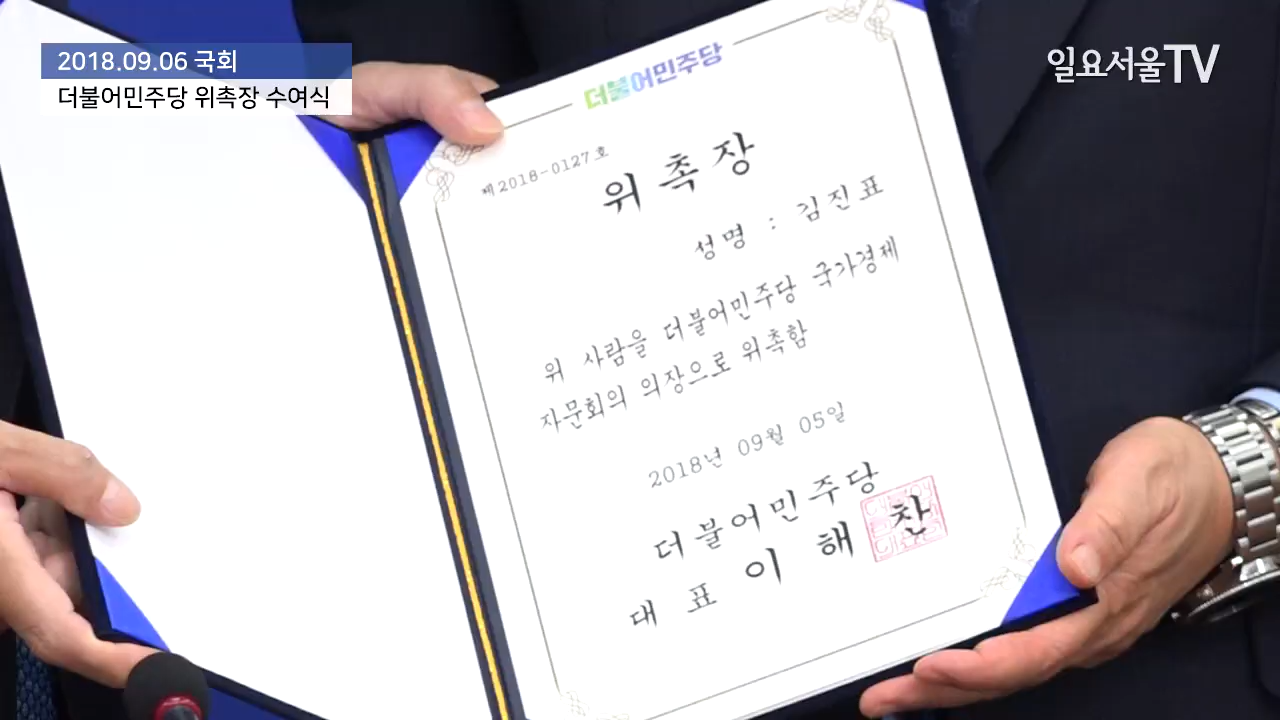 2018.09.06 국회
더불어민주당 위촉장 수여식
일요서울TV
더불어민주당
제2018-0127호
위촉장
성명 : 김진표
위 사람을 더불어민주당 국가경제
자문회의 의장으로 위촉함
2018년 09월 05일
더불어민주당
대표 이해찬